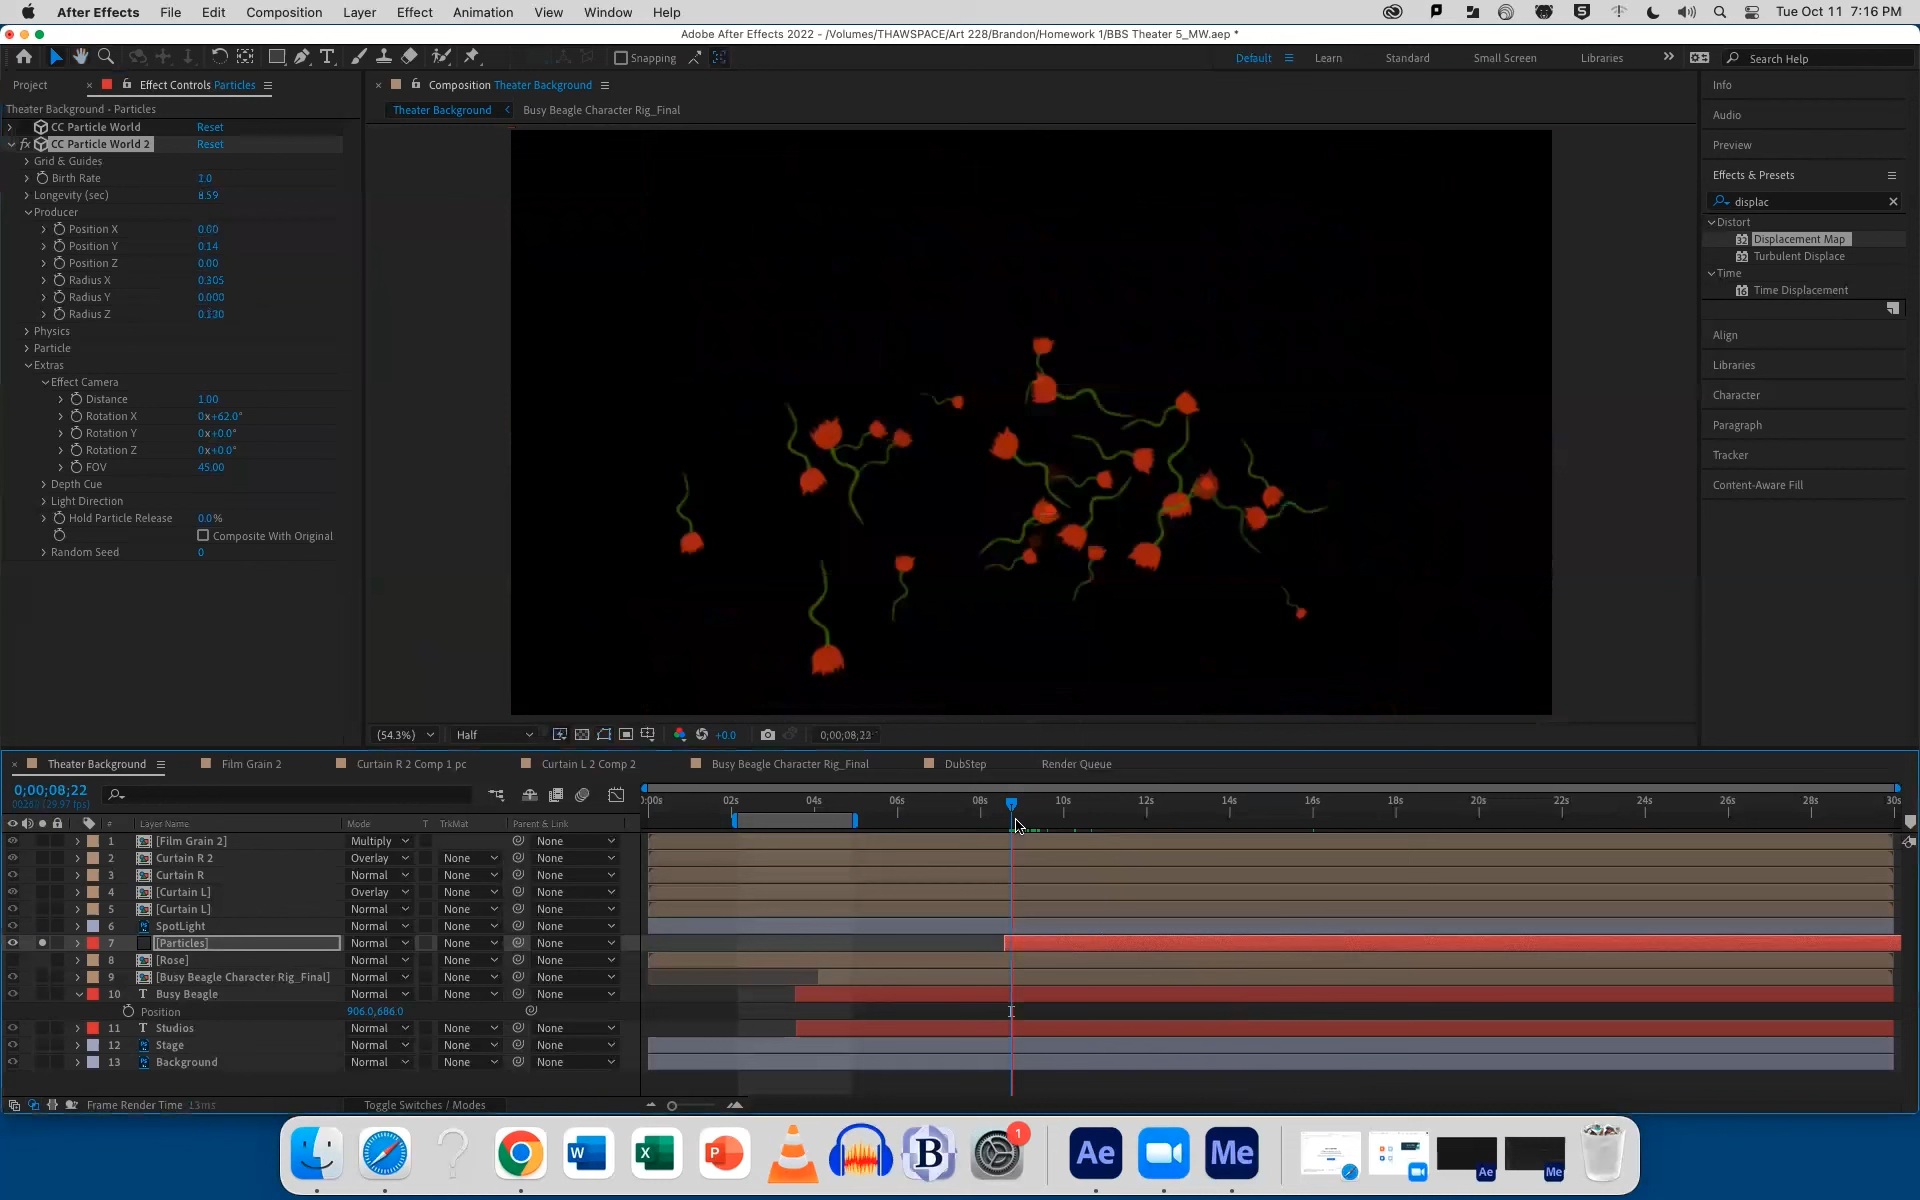 After Effects File Edit Composition Layer Effect Animation View Window Help Tue Oct 11 7:16 PM
Adobe After Effects 2022 - /Volumes/THAWSPACE/Art 228/Brandon/Homework 1/BBS Theater 5_MW.aep *
Snapping Default Learn Standard Small Screen Libraries Search Help
Project Effect Controls Particles
Theater Background - Particles
CC Particle World Reset
fx CC Particle World 2 Reset
Grid & Guides
Birth Rate 1.0
Longevity (sec) 8.59
Producer
Position X 0.00
Position Y 0.14
Position Z 0.00
Radius X 0.305
Radius Y 0.000
Radius Z 0.130
Physics
Particle
Extras
Effect Camera
Distance 1.00
Rotation X 0x+62.0°
Rotation Y 0x+0.0°
Rotation Z 0x+0.0°
FOV 45.00
Depth Cue
Light Direction
Hold Particle Release 0.0%
Composite With Original
Random Seed 0
Composition Theater Background
Theater Background Busy Beagle Character Rig_Final
(54.3%) Half +0.0 0;00;08;22
Info
Audio
Preview
Effects & Presets
displac
Distort
32 Displacement Map
32 Turbulent Displace
Time
16 Time Displacement
Align
Libraries
Character
Paragraph
Tracker
Content-Aware Fill
Theater Background Film Grain 2 Curtain R 2 Comp 1 pc Curtain L 2 Comp 2 Busy Beagle Character Rig_Final DubStep Render Queue
0;00;08;22
(29.97 fps)
:00s 02s 04s 06s 08s 10s 12s 14s 16s 18s 20s 22s 24s 26s 28s 30s
# Layer Name Mode T TrkMat Parent & Link
1 [Film Grain 2] Multiply None
2 Curtain R 2 Overlay None None
3 Curtain R Normal None None
4 [Curtain L] Overlay None None
5 [Curtain L] Normal None None
6 Ps SpotLight Normal None None
7 [Particles] Normal None None
8 [Rose] Normal None None
9 [Busy Beagle Character Rig_Final] Normal None None
10 T Busy Beagle Normal None None
Position 906.0,686.0
11 T Studios Normal None None
12 Ps Stage Normal None None
13 Ps Background Normal None None
Frame Render Time 13ms Toggle Switches / Modes
W X P B 1 Ae Me Ae Me